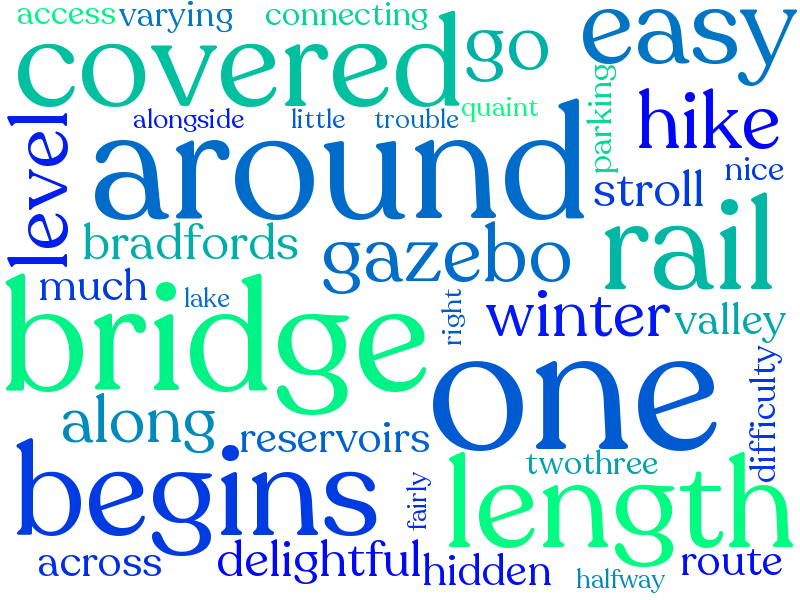 access
varying
connecting
easy
covered
go
alongside
little
trouble
quaint
parking
hike
level
around
stroll
nice
bradfords
gazebo
rail
much
lake
right
winter
valley
bridge
one
difficulty
along
reservoirs
twothree
begins
fairly
length
across
delightful
hidden
halfway
route